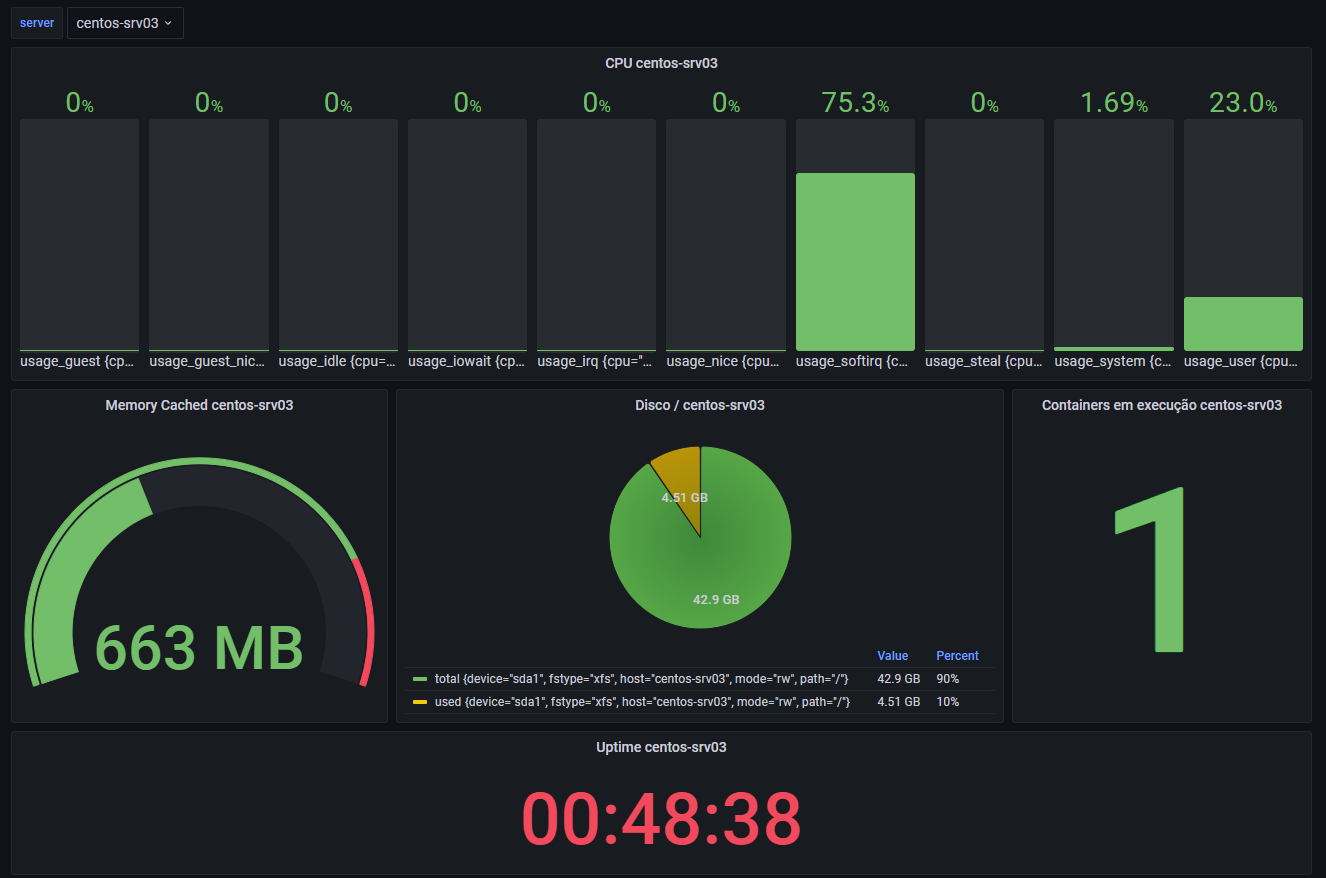 server centos-srv03
CPU centos-srv03
0% 0% 0% 0% 0% 0% 75.3% 0% 1.69% 23.0%
usage_guest {cp... usage_guest_nic... usage_idle {cpu=... usage_iowait {cp... usage_irq {cpu="... usage_nice {cpu... usage_softirq {c... usage_steal {cpu... usage_system {c... usage_user {cpu...
Memory Cached centos-srv03
663 MB
Disco / centos-srv03
4.51 GB
42.9 GB
Value Percent
total {device="sda1", fstype="xfs", host="centos-srv03", mode="rw", path="/"} 42.9 GB 90%
used {device="sda1", fstype="xfs", host="centos-srv03", mode="rw", path="/"} 4.51 GB 10%
Containers em execução centos-srv03
1
Uptime centos-srv03
00:48:38